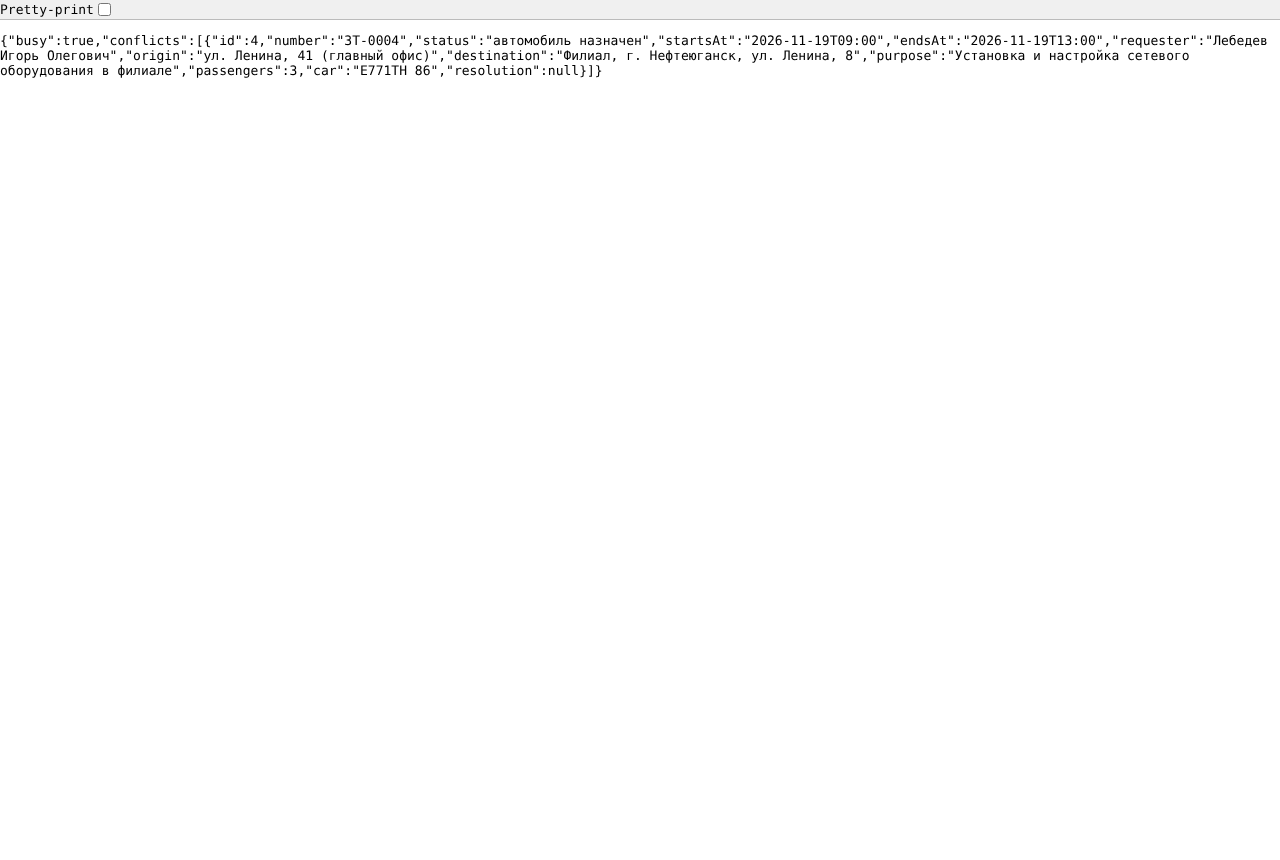 Pretty-print
{"busy":true,"conflicts":[{"id":4,"number":"ЗТ-0004","status":"автомобиль назначен","startsAt":"2026-11-19T09:00","endsAt":"2026-11-19T13:00","requester":"Лебедев
Игорь Олегович","origin":"ул. Ленина, 41 (главный офис)","destination":"Филиал, г. Нефтеюганск, ул. Ленина, 8","purpose":"Установка и настройка сетевого
оборудования в филиале","passengers":3,"car":"Е771ТН 86","resolution":null}]}